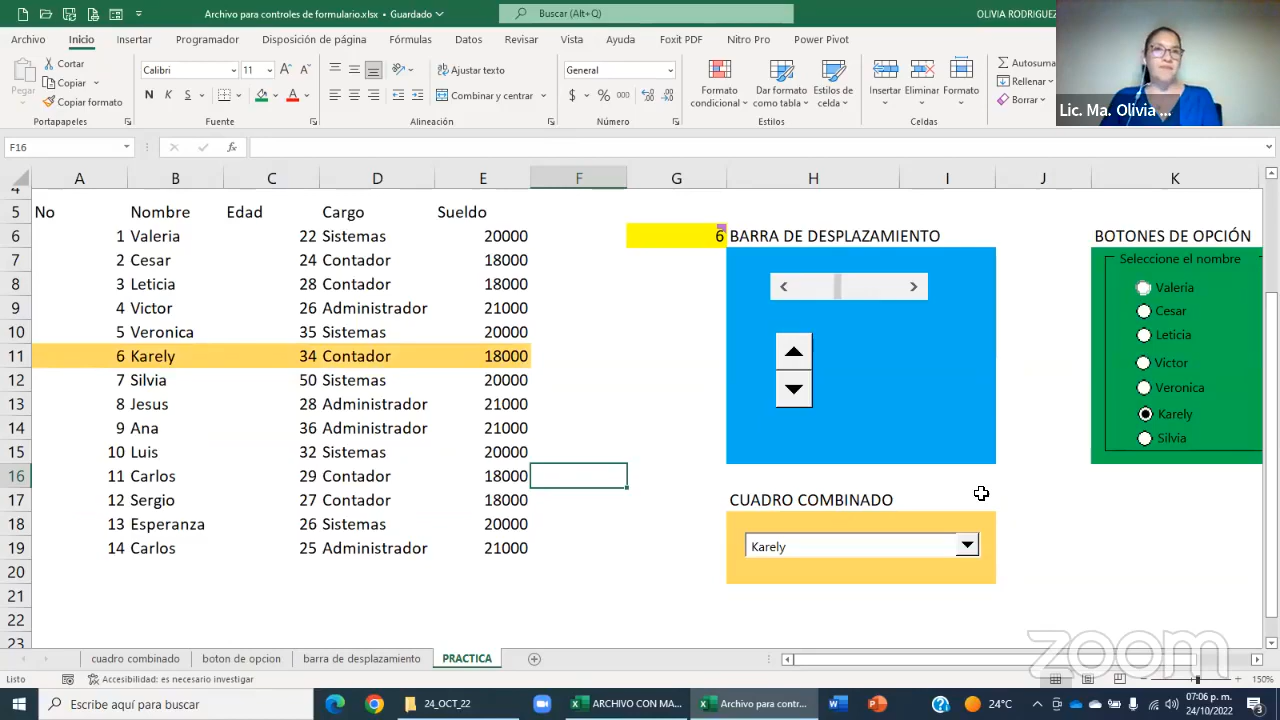 Archivo para controles de formulario.xlsx • Guardado
Buscar (Alt+Q)
OLIVIA RODRIGUEZ
Archivo
Inicio
Insertar
Programador
Disposición de página
Fórmulas
Datos
Revisar
Vista
Ayuda
Foxit PDF
Nitro Pro
Power Pivot
Pegar
Cortar
Copiar
Copiar formato
Portapapeles
Calibri
11
N K S
Fuente
Ajustar texto
Combinar y centrar
Alineación
General
$ % 000
Número
Formato condicional
Dar formato como tabla
Estilos de celda
Estilos
Insertar
Eliminar
Formato
Celdas
Autosuma
Rellenar
Borrar
Lic. Ma. Olivia ...
F16
fx
A B C D E F G H I J K
4
5 No Nombre Edad Cargo Sueldo
6 1 Valeria 22 Sistemas 20000 6 BARRA DE DESPLAZAMIENTO BOTONES DE OPCIÓN
7 2 Cesar 24 Contador 18000
8 3 Leticia 28 Contador 18000
9 4 Victor 26 Administrador 21000
10 5 Veronica 35 Sistemas 20000
11 6 Karely 34 Contador 18000
12 7 Silvia 50 Sistemas 20000
13 8 Jesus 28 Administrador 21000
14 9 Ana 36 Administrador 21000
15 10 Luis 32 Sistemas 20000
16 11 Carlos 29 Contador 18000
17 12 Sergio 27 Contador 18000 CUADRO COMBINADO
18 13 Esperanza 26 Sistemas 20000
19 14 Carlos 25 Administrador 21000
20
21
22
23
Seleccione el nombre
Valeria
Cesar
Leticia
Victor
Veronica
Karely
Silvia
Karely
zoom
cuadro combinado
boton de opcion
barra de desplazamiento
PRACTICA
Listo
Accesibilidad: es necesario investigar
150%
Escribe aquí para buscar
24_OCT_22
ARCHIVO CON MA...
Archivo para contr...
24°C
07:06 p. m.
24/10/2022
3